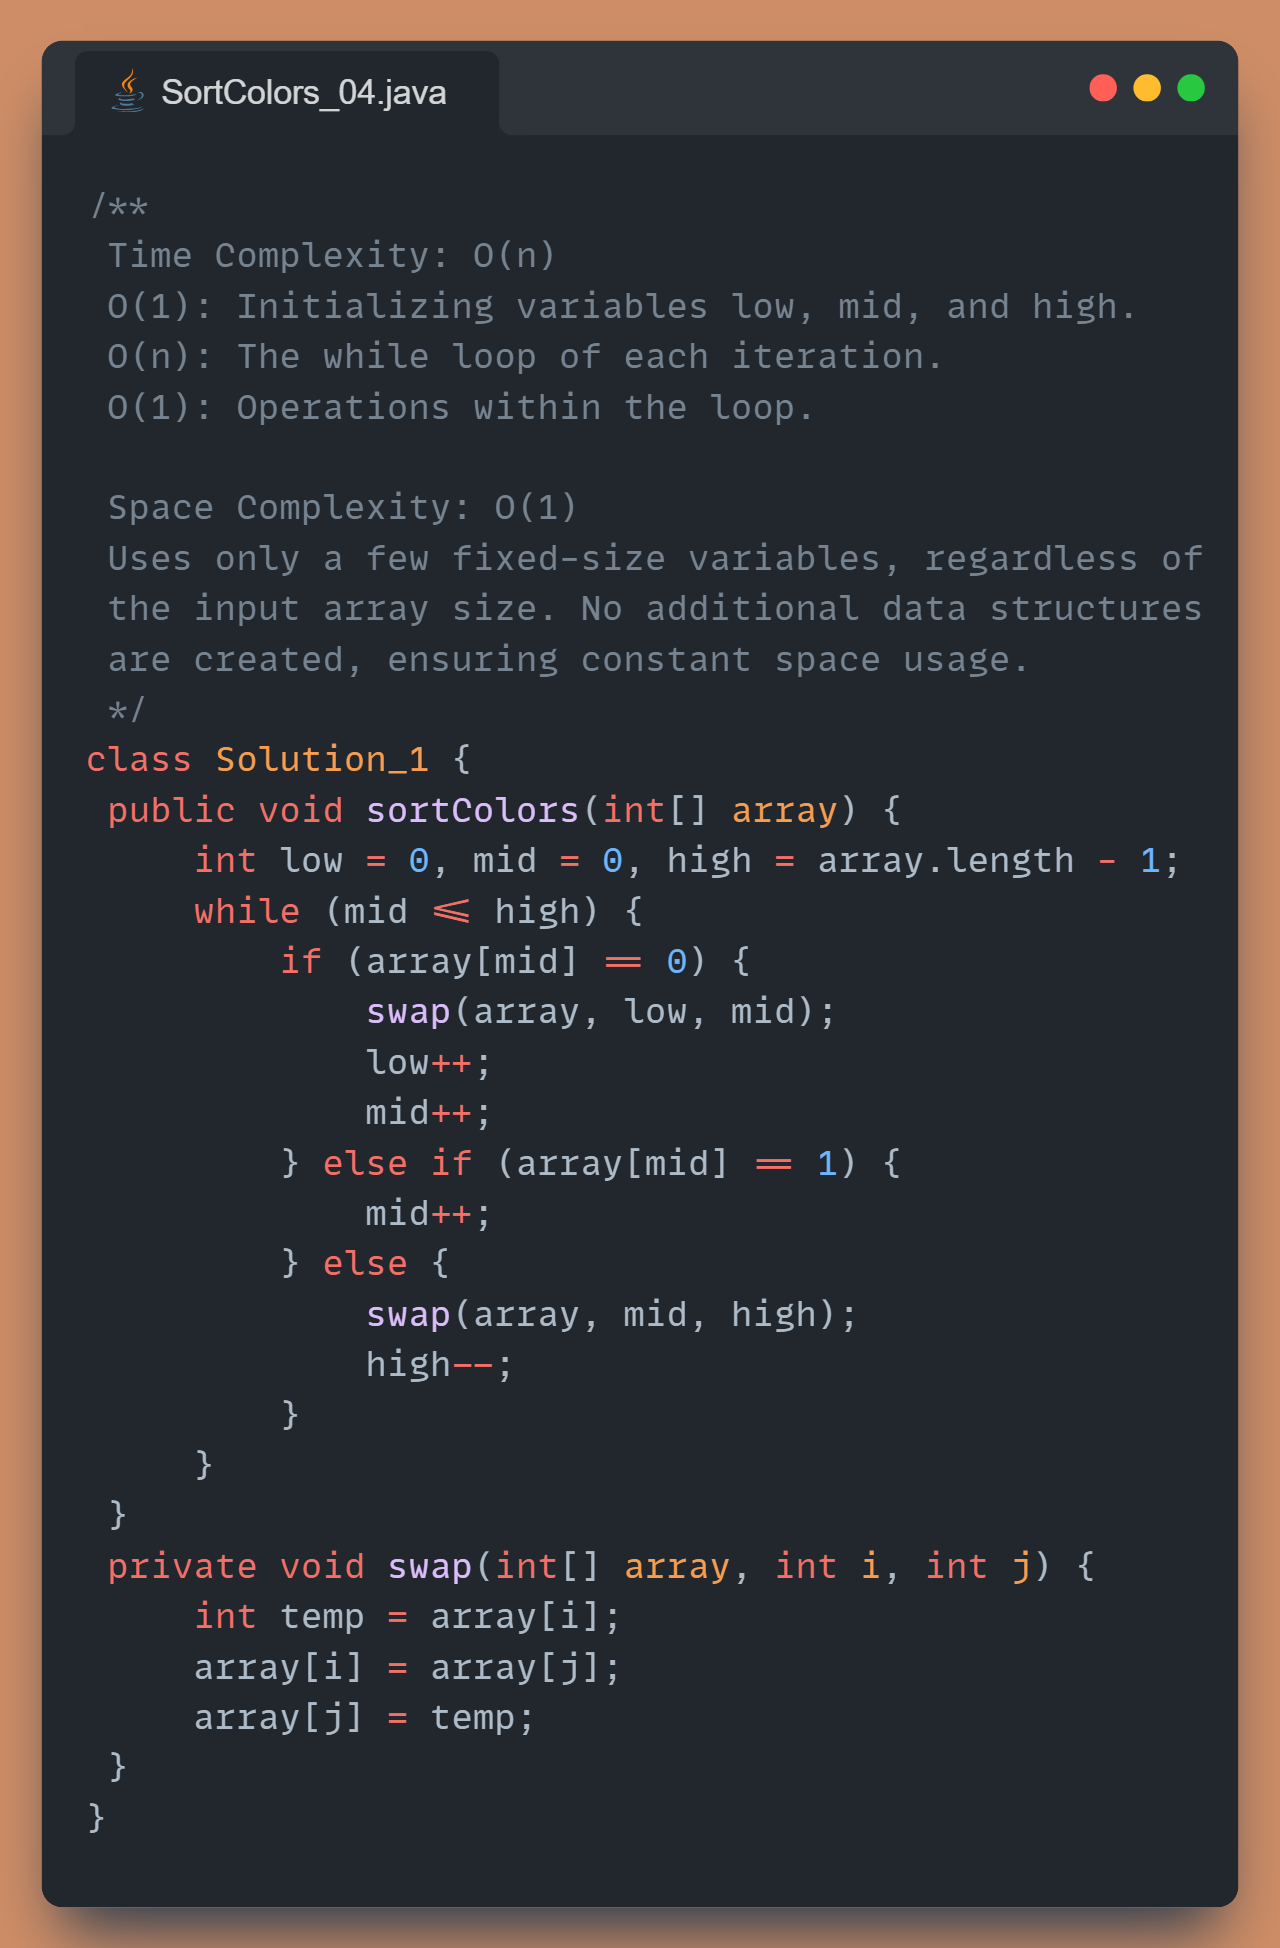 SortColors_04.java
/**
 Time Complexity: O(n)
 O(1): Initializing variables low, mid, and high.
 O(n): The while loop of each iteration.
 O(1): Operations within the loop.

 Space Complexity: O(1)
 Uses only a few fixed-size variables, regardless of
 the input array size. No additional data structures
 are created, ensuring constant space usage.
 */
class Solution_1 {
 public void sortColors(int[] array) {
     int low = 0, mid = 0, high = array.length - 1;
     while (mid <= high) {
         if (array[mid] == 0) {
             swap(array, low, mid);
             low++;
             mid++;
         } else if (array[mid] == 1) {
             mid++;
         } else {
             swap(array, mid, high);
             high--;
         }
     }
 }
 private void swap(int[] array, int i, int j) {
     int temp = array[i];
     array[i] = array[j];
     array[j] = temp;
 }
}